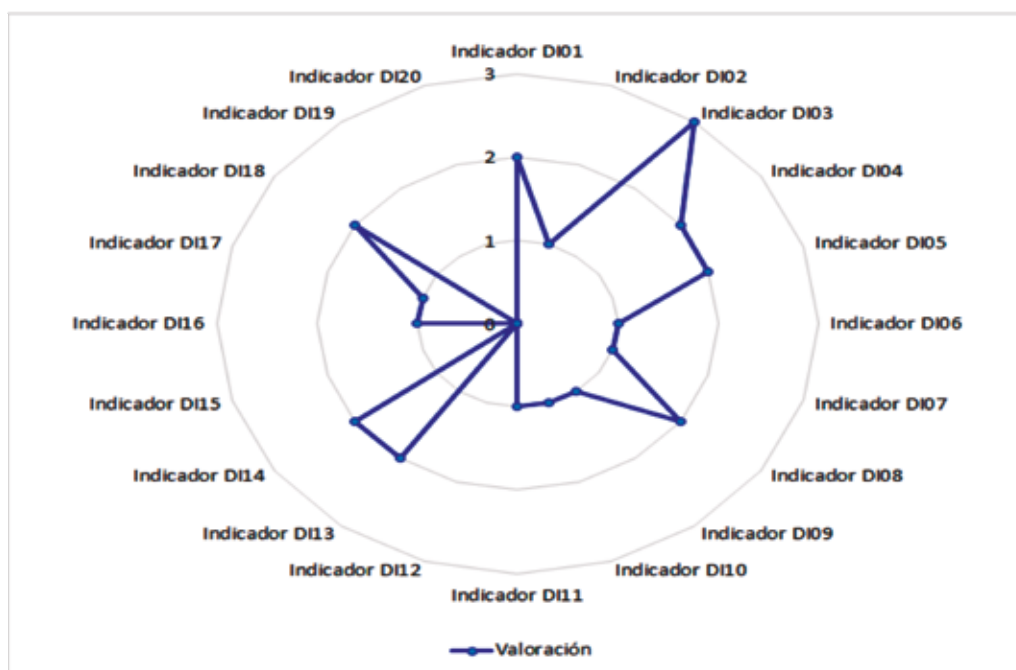 Indicador DI01
3
Indicador DI02
Indicador DI03
Indicador DI04
Indicador DI05
Indicador DI06
Indicador DI07
Indicador DI08
Indicador DI09
Indicador DI10
Indicador DI11
Indicador DI12
Indicador DI13
Indicador DI14
Indicador DI15
Indicador DI16
Indicador DI17
Indicador DI18
Indicador DI19
Indicador DI20
2
1
0
Valoración